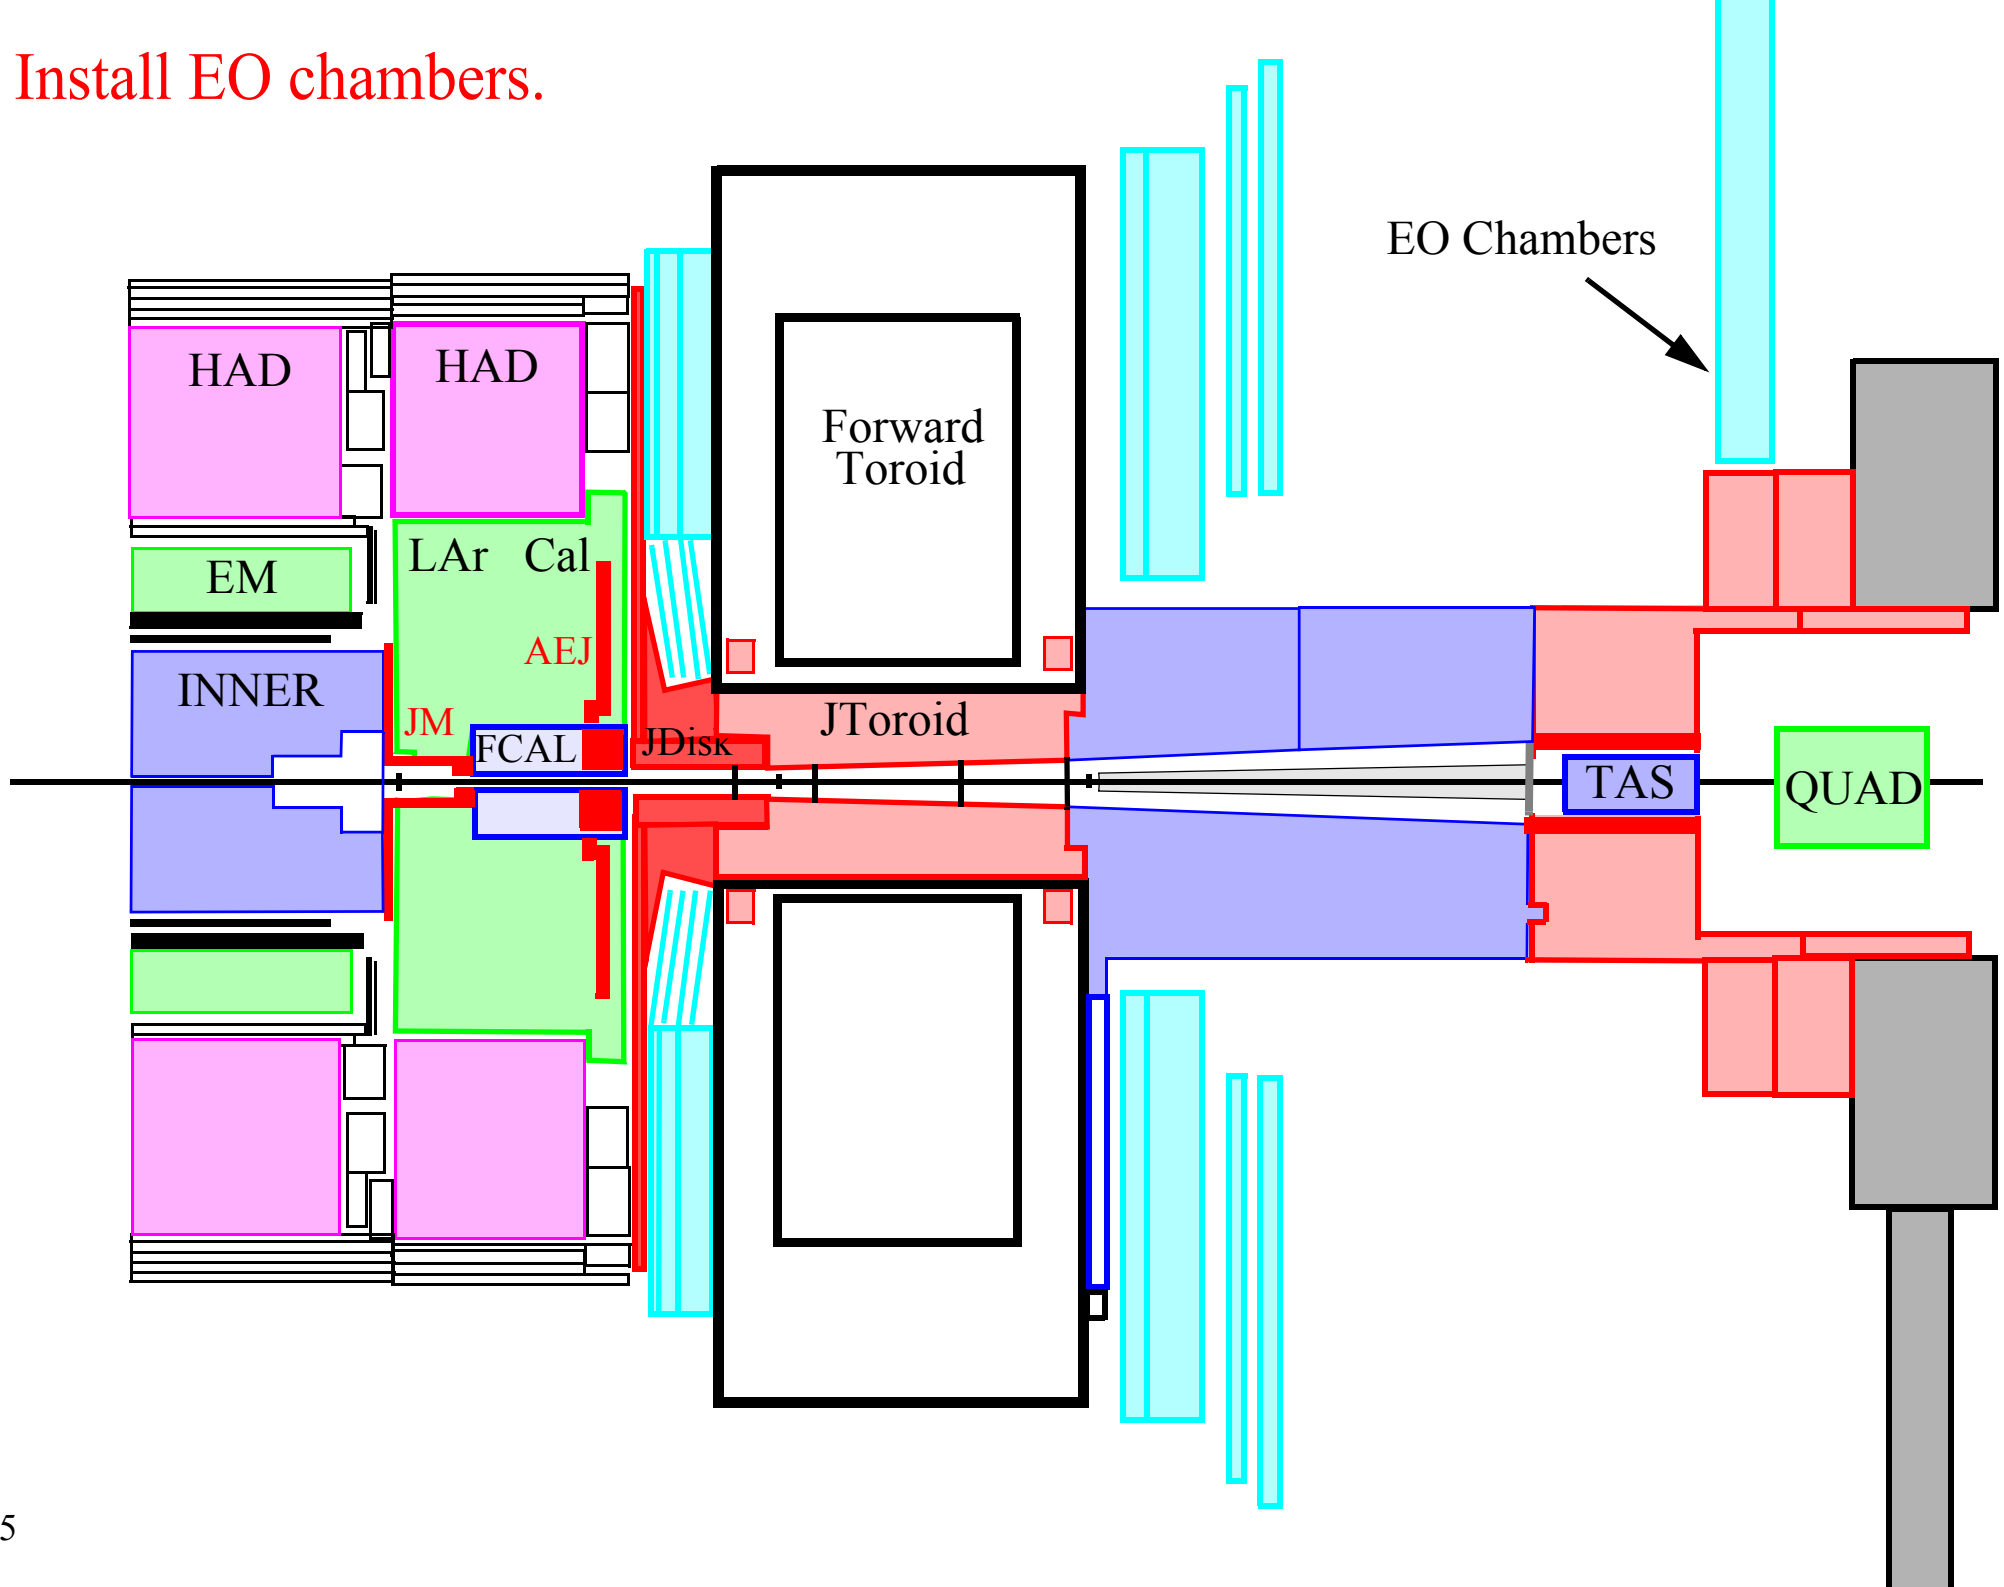 Install EO chambers.
EO Chambers
HAD
HAD
Forward
Toroid
LAr Cal
EM
AEJ
INNER
JM
JToroid
FCAL
JDisk
TAS
QUAD
5